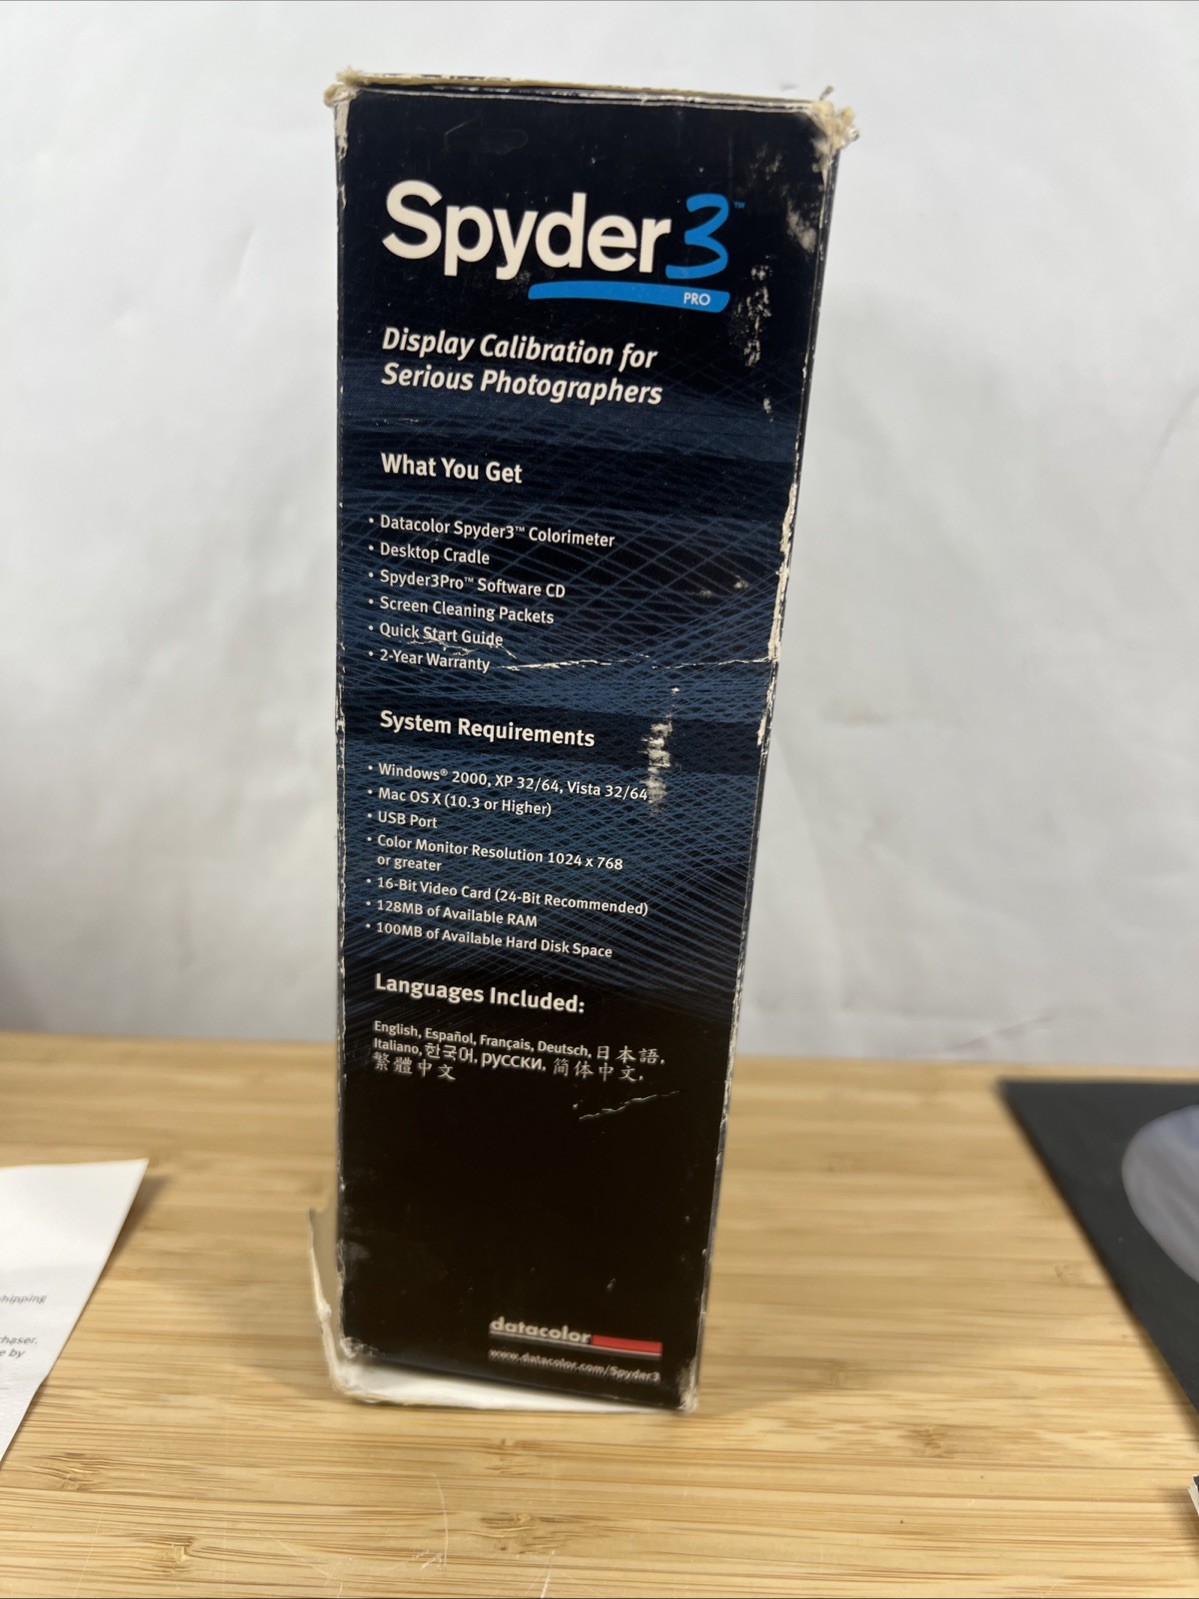 Spyder3™
PRO
Display Calibration for
Serious Photographers
What You Get
• Datacolor Spyder3™ Colorimeter
• Desktop Cradle
• Spyder3Pro™ Software CD
• Screen Cleaning Packets
• Quick Start Guide
• 2-Year Warranty
System Requirements
• Windows® 2000, XP 32/64, Vista 32/64
• Mac OS X (10.3 or Higher)
• USB Port
• Color Monitor Resolution 1024 x 768
or greater
• 16-Bit Video Card (24-Bit Recommended)
• 128MB of Available RAM
• 100MB of Available Hard Disk Space
Languages Included:
English, Español, Français, Deutsch, 日本語,
Italiano, 한국어, русски, 简体中文,
繁體中文
datacolor
www.datacolor.com/Spyder3
e by